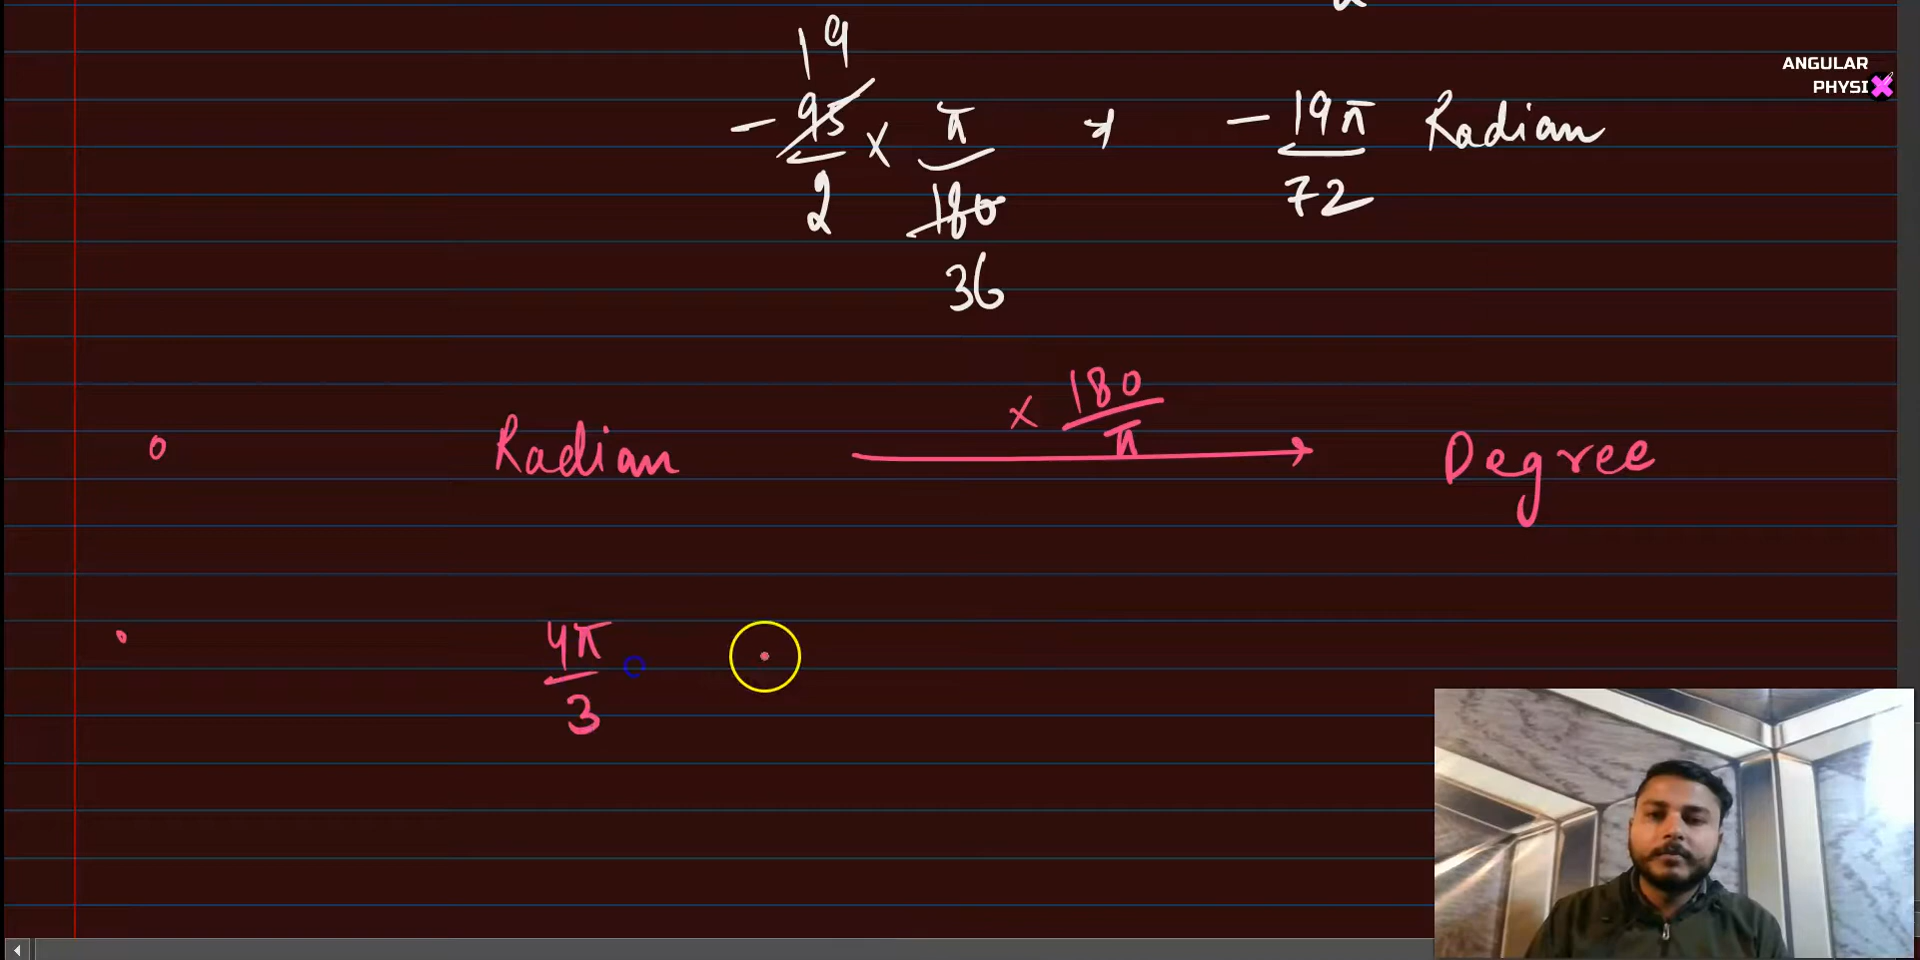 19
- 95/2 × π/180 → - 19π/72 Radian
36
ANGULAR
PHYSI
Radian × 180/π Degree
4π/3